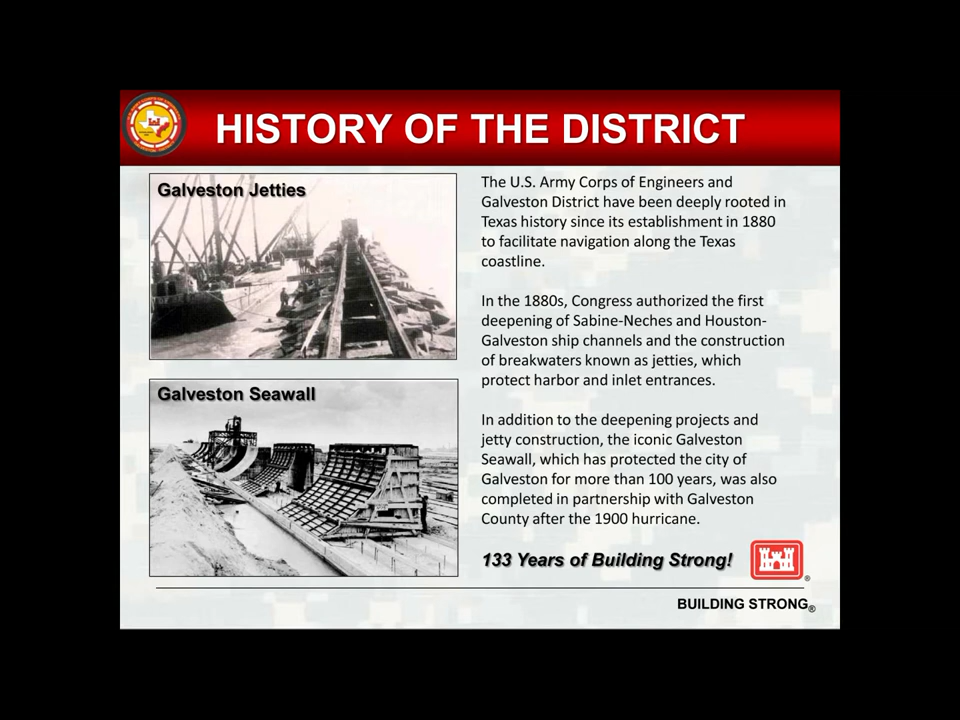 HISTORY OF THE DISTRICT
Galveston Jetties
The U.S. Army Corps of Engineers and
Galveston District have been deeply rooted in
Texas history since its establishment in 1880
to facilitate navigation along the Texas
coastline.
In the 1880s, Congress authorized the first
deepening of Sabine-Neches and Houston-
Galveston ship channels and the construction
of breakwaters known as jetties, which
protect harbor and inlet entrances.
Galveston Seawall
In addition to the deepening projects and
jetty construction, the iconic Galveston
Seawall, which has protected the city of
Galveston for more than 100 years, was also
completed in partnership with Galveston
County after the 1900 hurricane.
133 Years of Building Strong!
®
BUILDING STRONG®